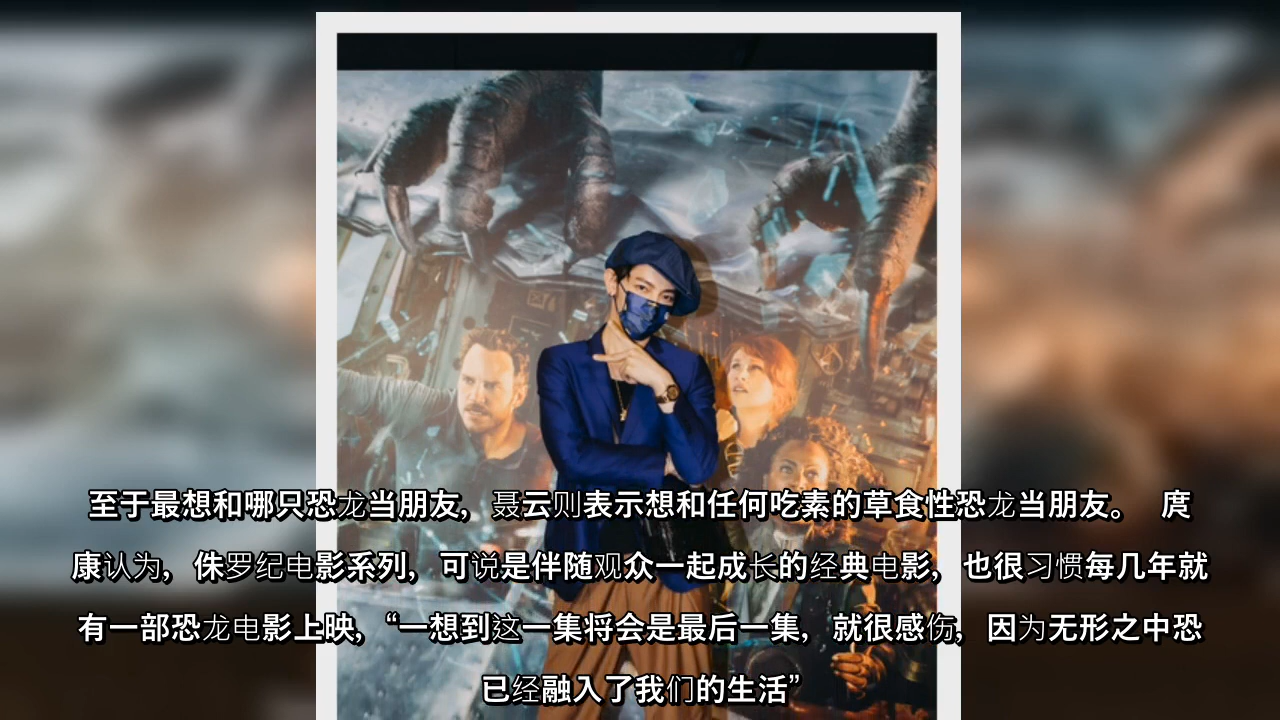 至于最想和哪只恐龙当朋友，聂云则表示想和任何吃素的草食性恐龙当朋友。 庹
康认为，侏罗纪电影系列，可说是伴随观众一起成长的经典电影，也很习惯每几年就
有一部恐龙电影上映，“一想到这一集将会是最后一集，就很感伤，因为无形之中恐
已经融入了我们的生活”